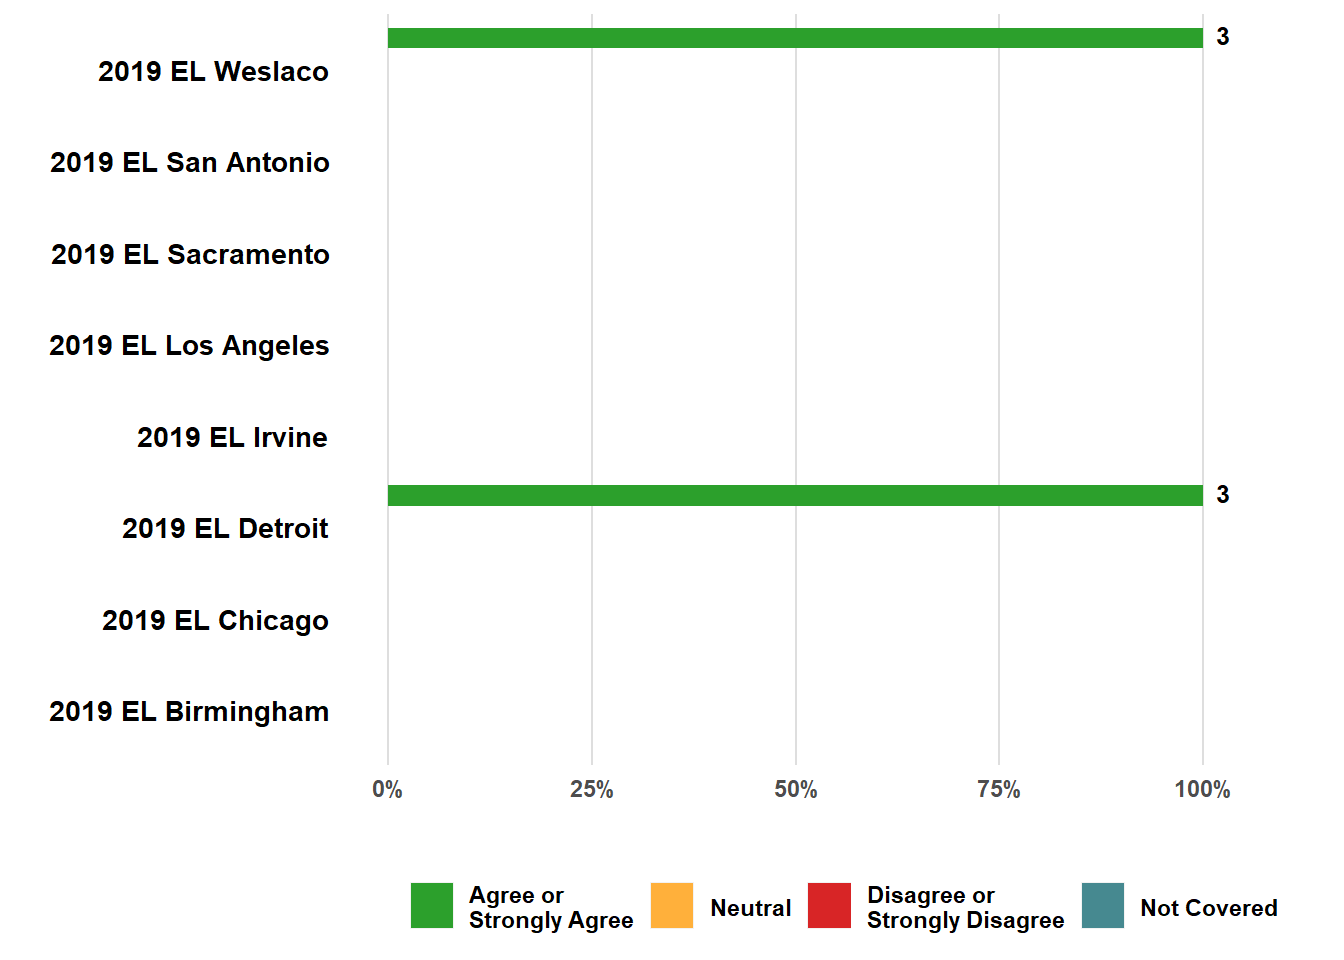 3
2019 EL Weslaco
2019 EL San Antonio
2019 EL Sacramento
2019 EL Los Angeles
2019 EL Irvine
3
2019 EL Detroit
2019 EL Chicago
2019 EL Birmingham
0% 25% 50% 75% 100%
Agree or
Strongly Agree
Neutral
Disagree or
Strongly Disagree
Not Covered